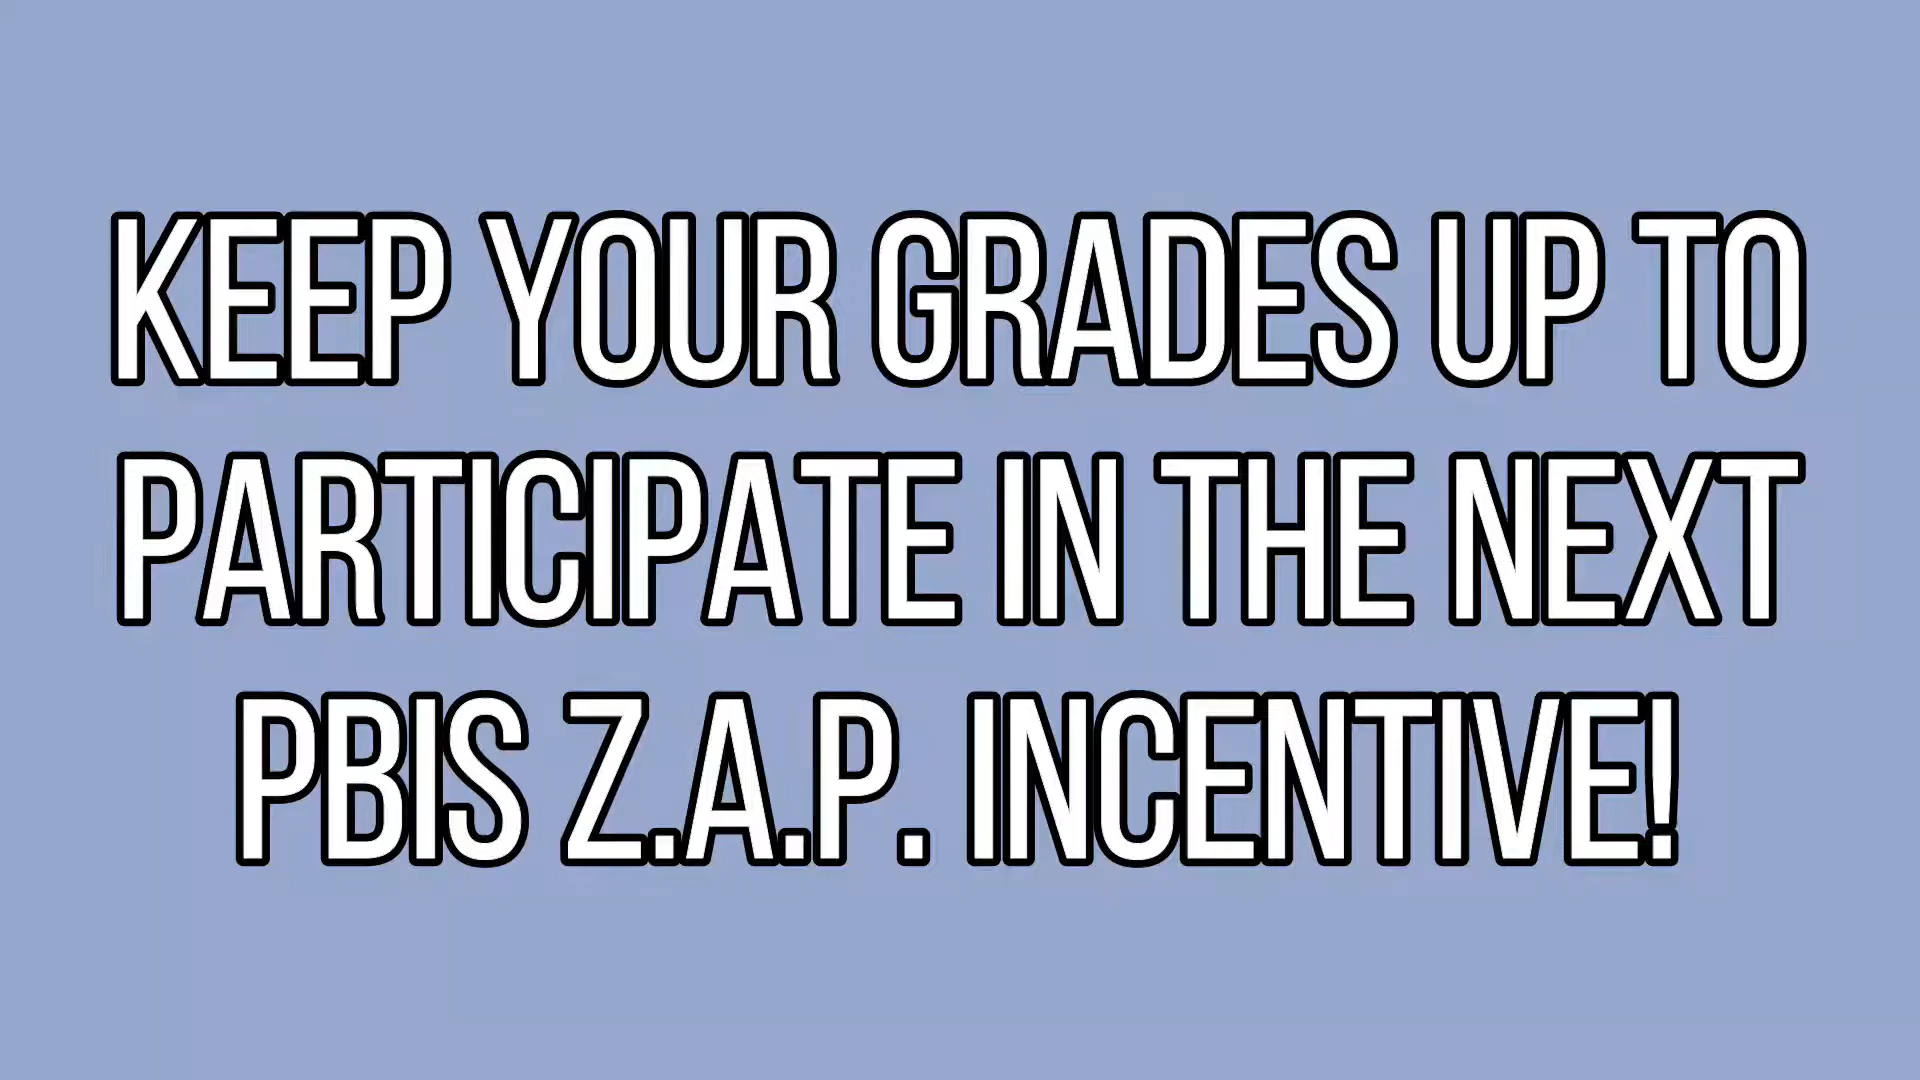 KEEP YOUR GRADES UP TO
PARTICIPATE IN THE NEXT
PBIS Z.A.P. INCENTIVE!